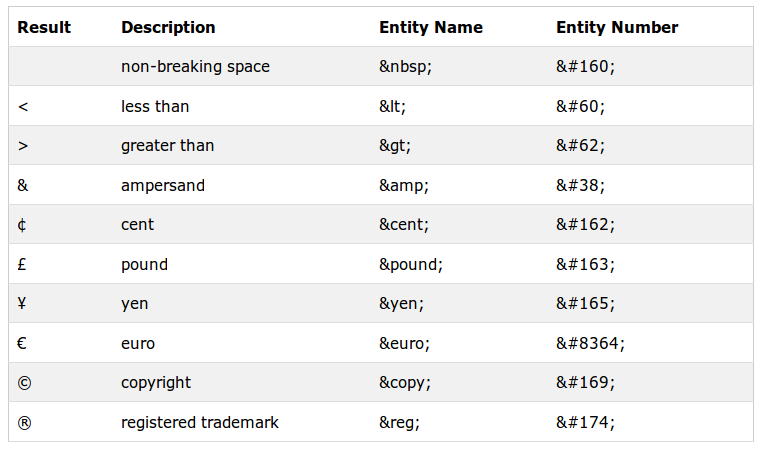 Result Description Entity Name Entity Number
non-breaking space &nbsp; &#160;
< less than &lt; &#60;
> greater than &gt; &#62;
& ampersand &amp; &#38;
¢ cent &cent; &#162;
£ pound &pound; &#163;
¥ yen &yen; &#165;
€ euro &euro; &#8364;
© copyright &copy; &#169;
® registered trademark &reg; &#174;